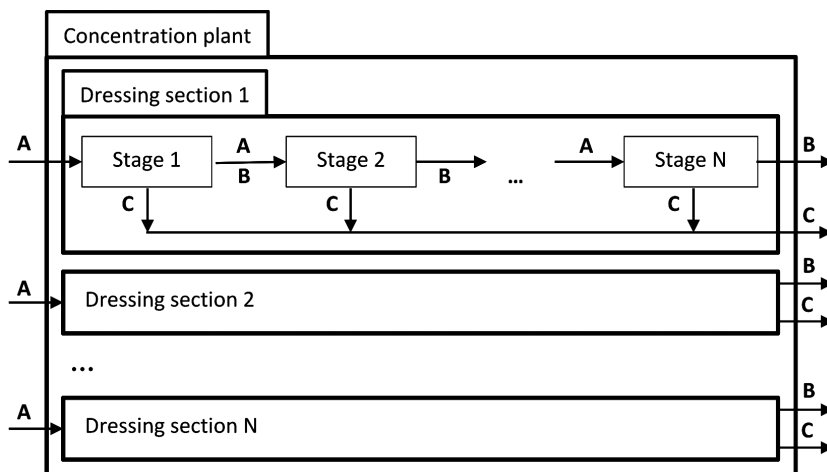 Concentration plant
Dressing section 1
A
Stage 1
A
B
Stage 2
B
...
A
Stage N
B
C
C
C
C
A
Dressing section 2
B
C
...
A
Dressing section N
B
C